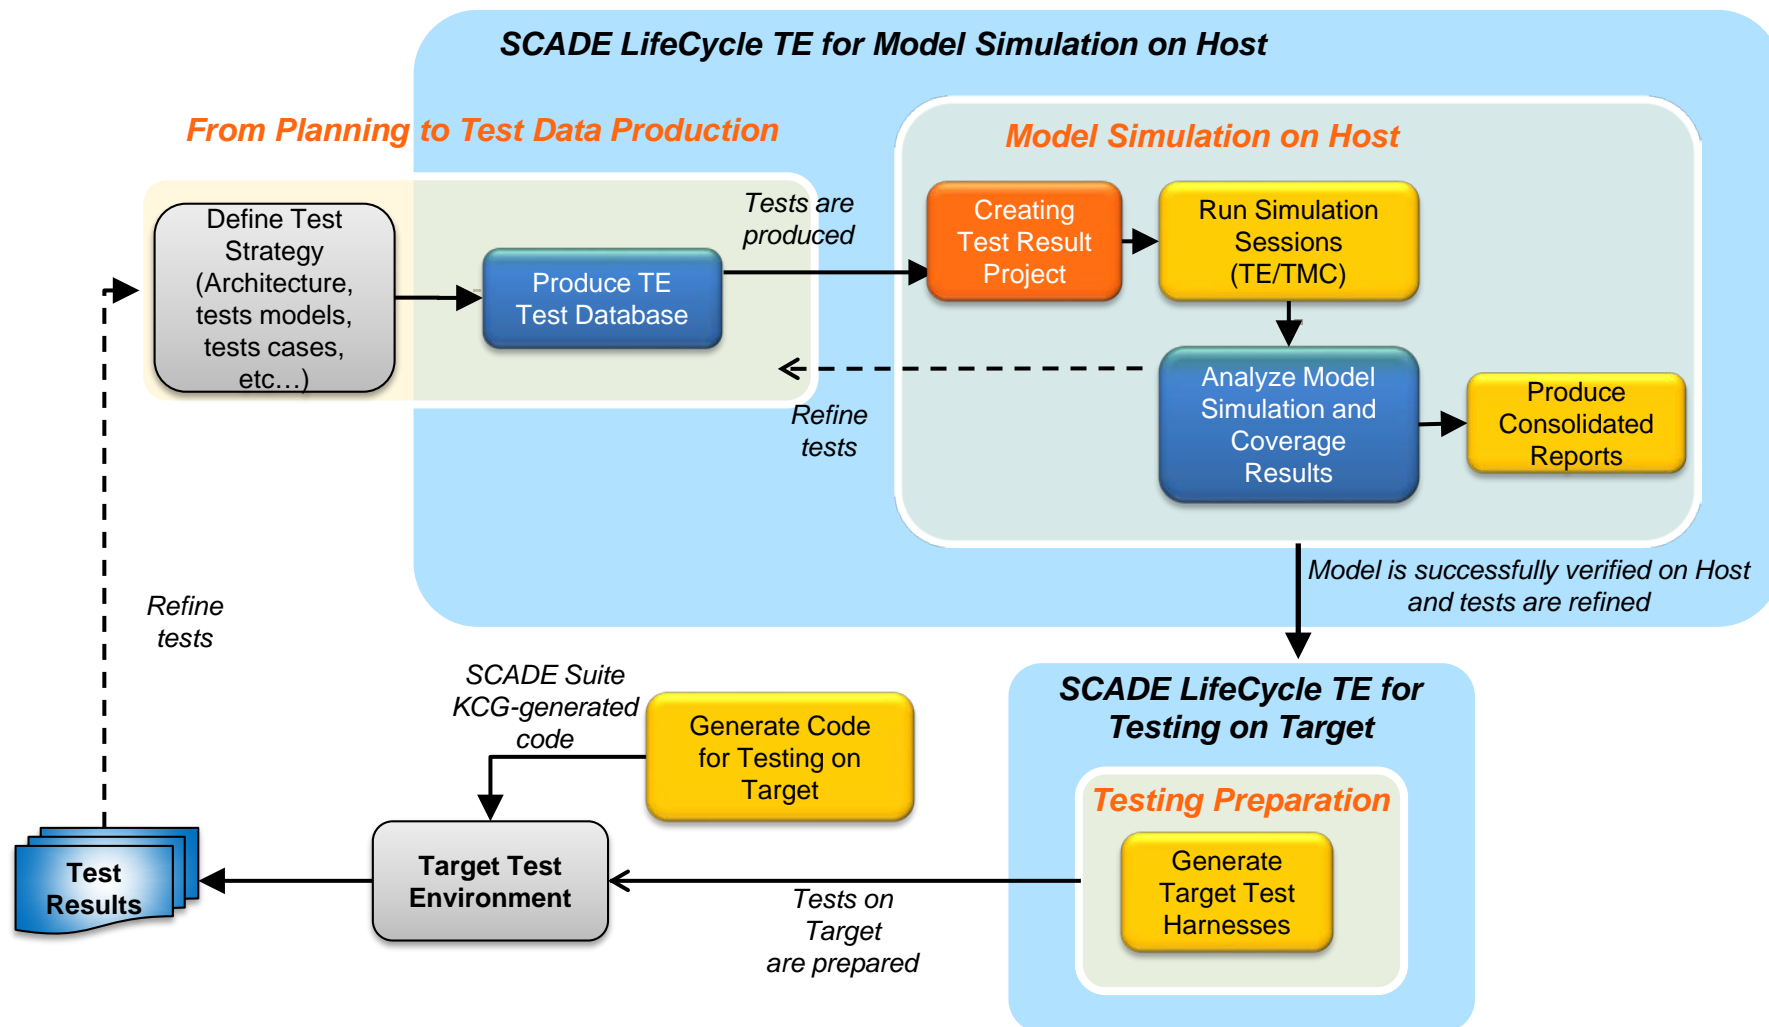 SCADE LifeCycle TE for Model Simulation on Host
From Planning to Test Data Production
Model Simulation on Host
Define Test
Strategy
(Architecture,
tests models,
tests cases,
etc…)
Produce TE
Test Database
Tests are
produced
Creating
Test Result
Project
Run Simulation
Sessions
(TE/TMC)
Analyze Model
Simulation and
Coverage
Results
Produce
Consolidated
Reports
Refine
tests
Model is successfully verified on Host
and tests are refined
Refine
tests
SCADE Suite
KCG-generated
code
Generate Code
for Testing on
Target
SCADE LifeCycle TE for
Testing on Target
Testing Preparation
Generate
Target Test
Harnesses
Tests on
Target
are prepared
Target Test
Environment
Test
Results